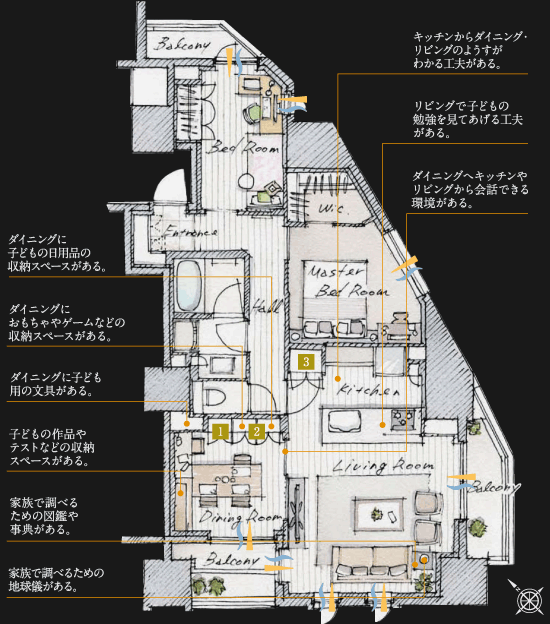 キッチンからダイニング・
リビングのようすが
わかる工夫がある。
リビングで子どもの
勉強を見てあげる工夫
がある。
ダイニングへキッチンや
リビングから会話できる
環境がある。
ダイニングに
子どもの日用品の
収納スペースがある。
ダイニングに
おもちゃやゲームなどの
収納スペースがある。
ダイニングに子ども
用の文具がある。
子どもの作品や
テストなどの収納
スペースがある。
家族で調べる
ための図鑑や
事典がある。
家族で調べるための
地球儀がある。
Balcony
Bed Room
W.i.c.
Entrance
Master
Bed Room
Hall
3
Kitchen
1 2
Living Room
Balcony
Dining Room
Balcony